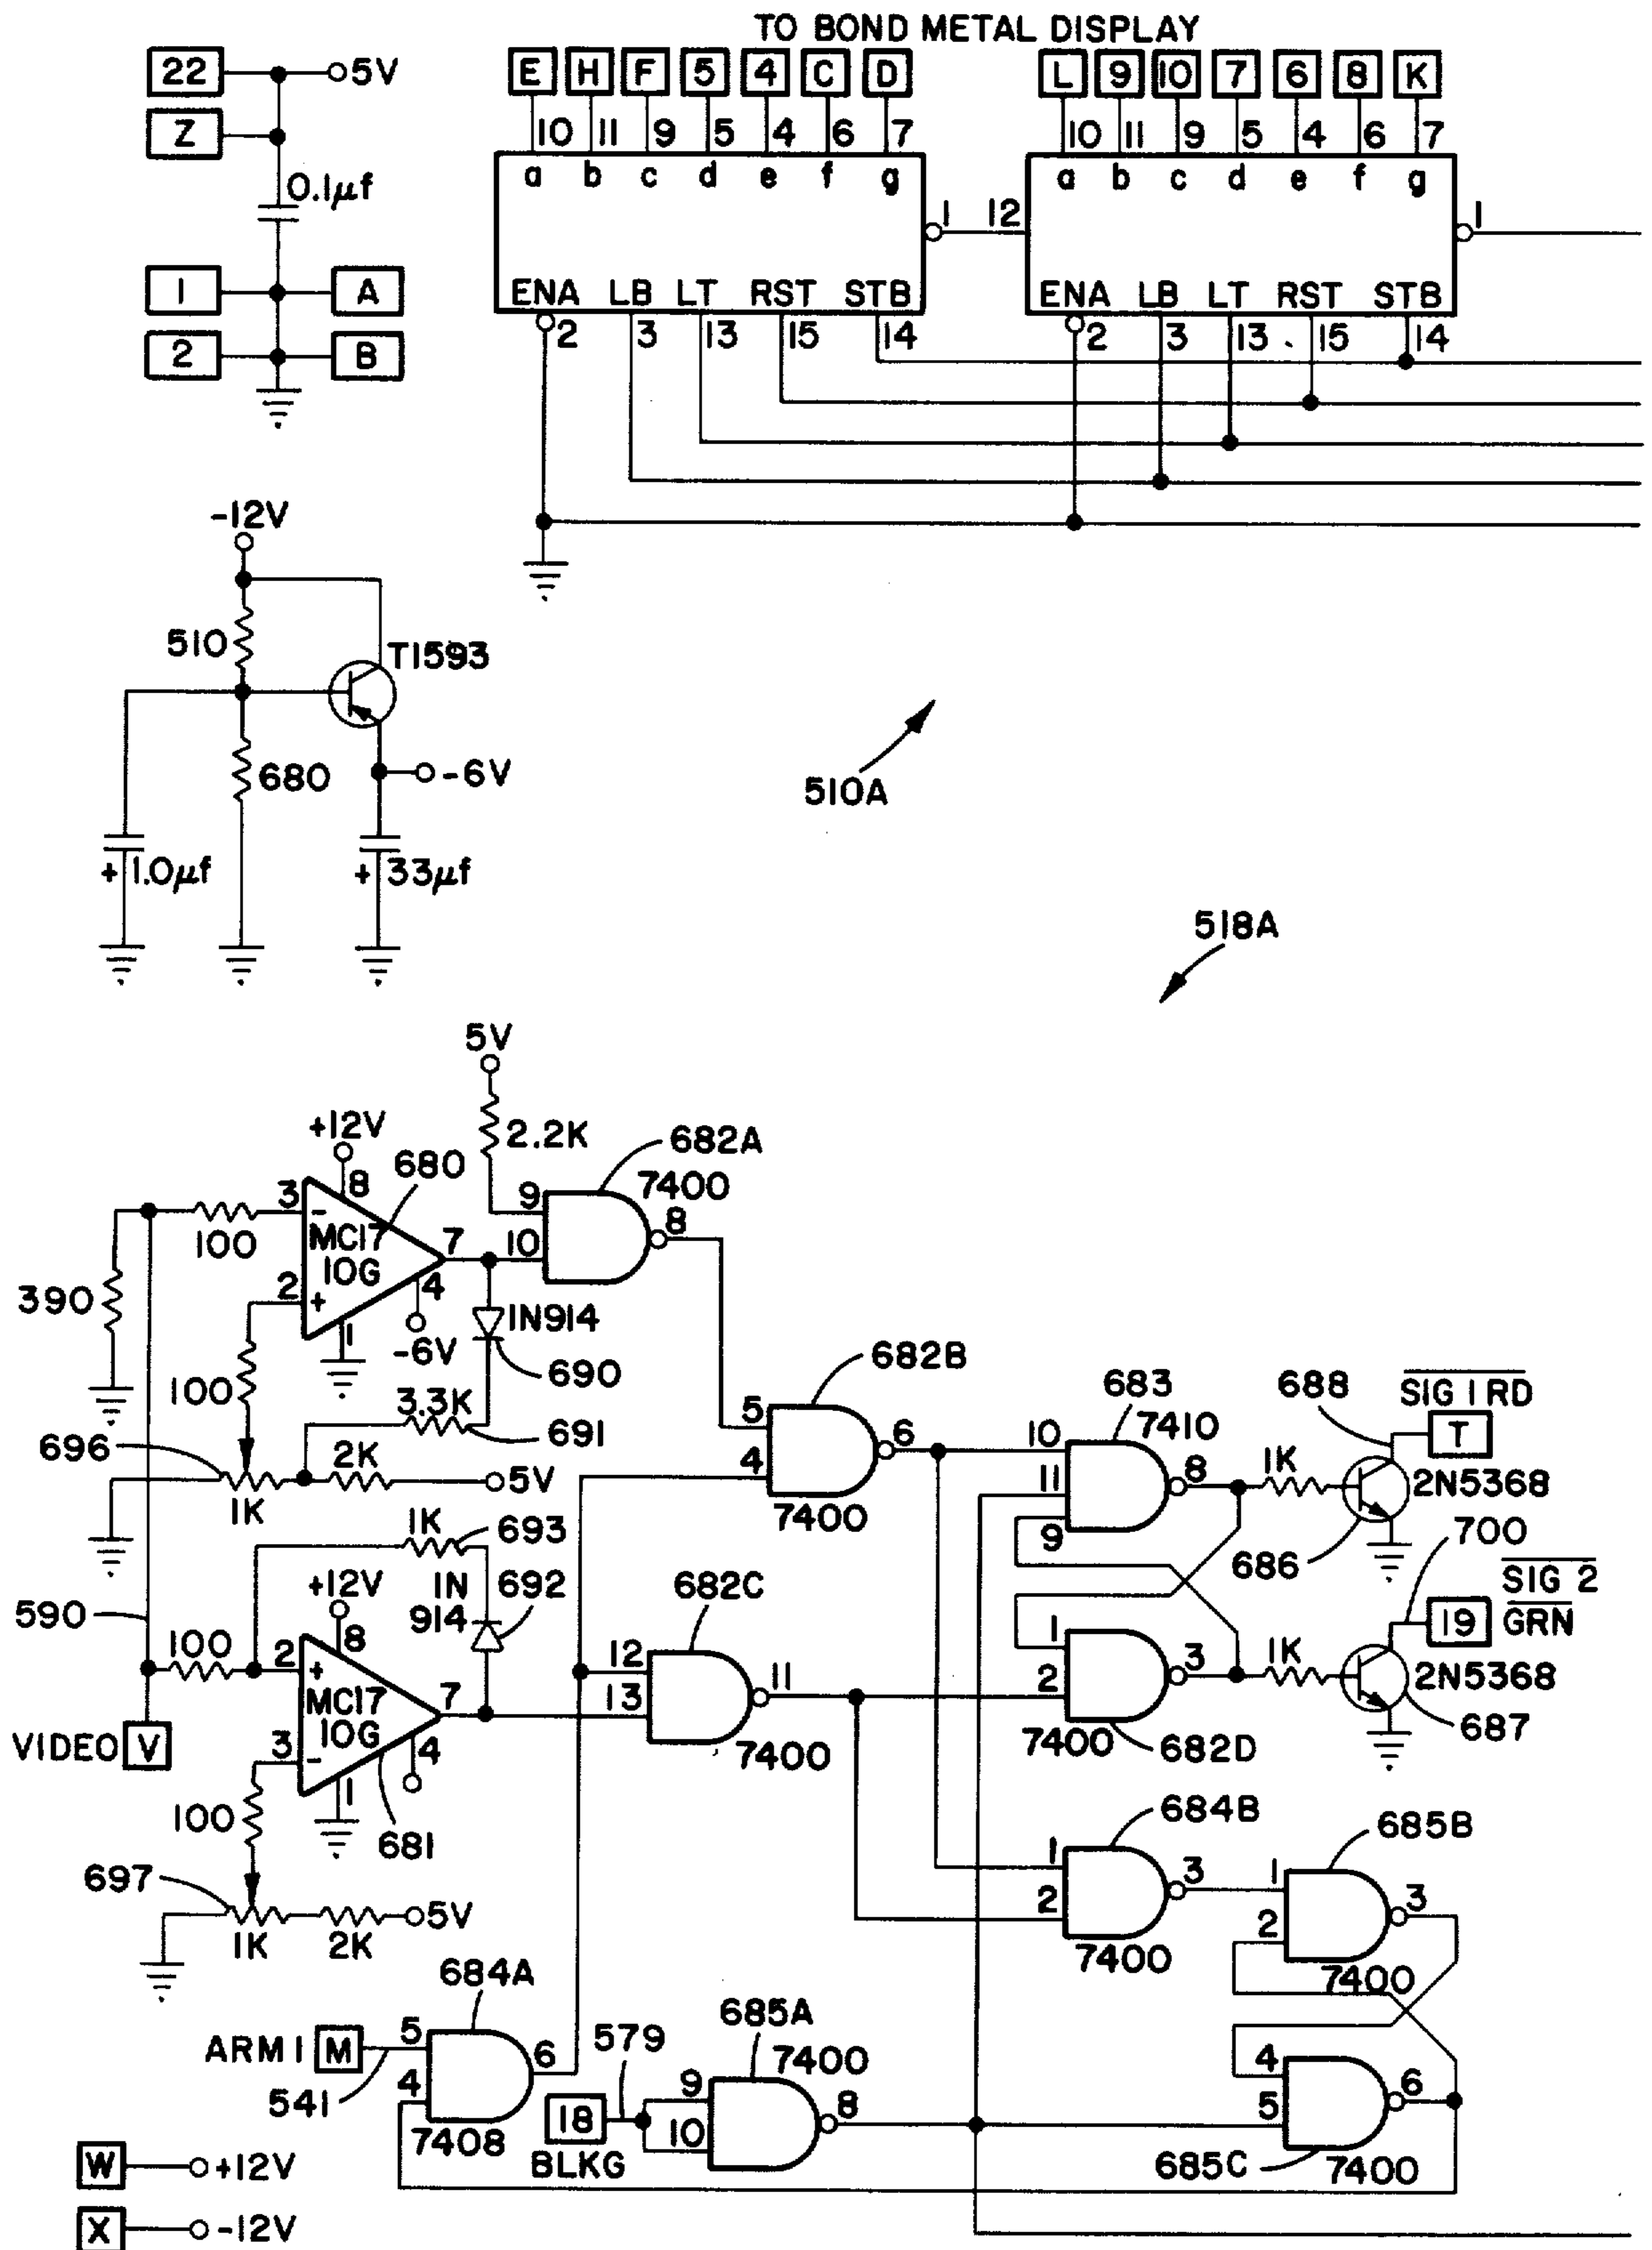 TO BOND METAL DISPLAY
22 5V
Z
0.1μf
1 A
2 B
E H F 5 4 C D
10 11 9 5 4 6 7
a b c d e f g
1
ENA LB LT RST STB
2 3 13 15 14
L 9 10 7 6 8 K
10 11 9 5 4 6 7
a b c d e f g
12 1
ENA LB LT RST STB
2 3 13 15 14
-12V
510
T1593
680
-6V
+ 1.0μf
+ 33μf
510A
518A
5V
2.2K
+12V
680
682A
7400
3 - 8
100
MC17
10G
7
9
10
8
390
2 +
4
1
-6V
1N914
690
100
3.3K
691
696
2K
5V
1K
682B
5
4
6
7400
683
7410
10
11
9
8
1K
688
SIG 1 RD
T
2N5368
686
1K
693
+12V
1N
914
692
590
100
2 + 8
MC17
10G
7
3 -
4
1
VIDEO V
100
681
697
1K
2K
5V
682C
12
13
11
7400
1
2
3
7400
682D
1K
700
SIG 2
GRN
19
2N5368
687
684B
1
2
3
7400
685B
1
2
3
7400
684A
ARM 1 M
5
541
4
6
7408
579
18
BLKG
685A
7400
9
10
8
4
5
6
685C
7400
W +12V
X -12V